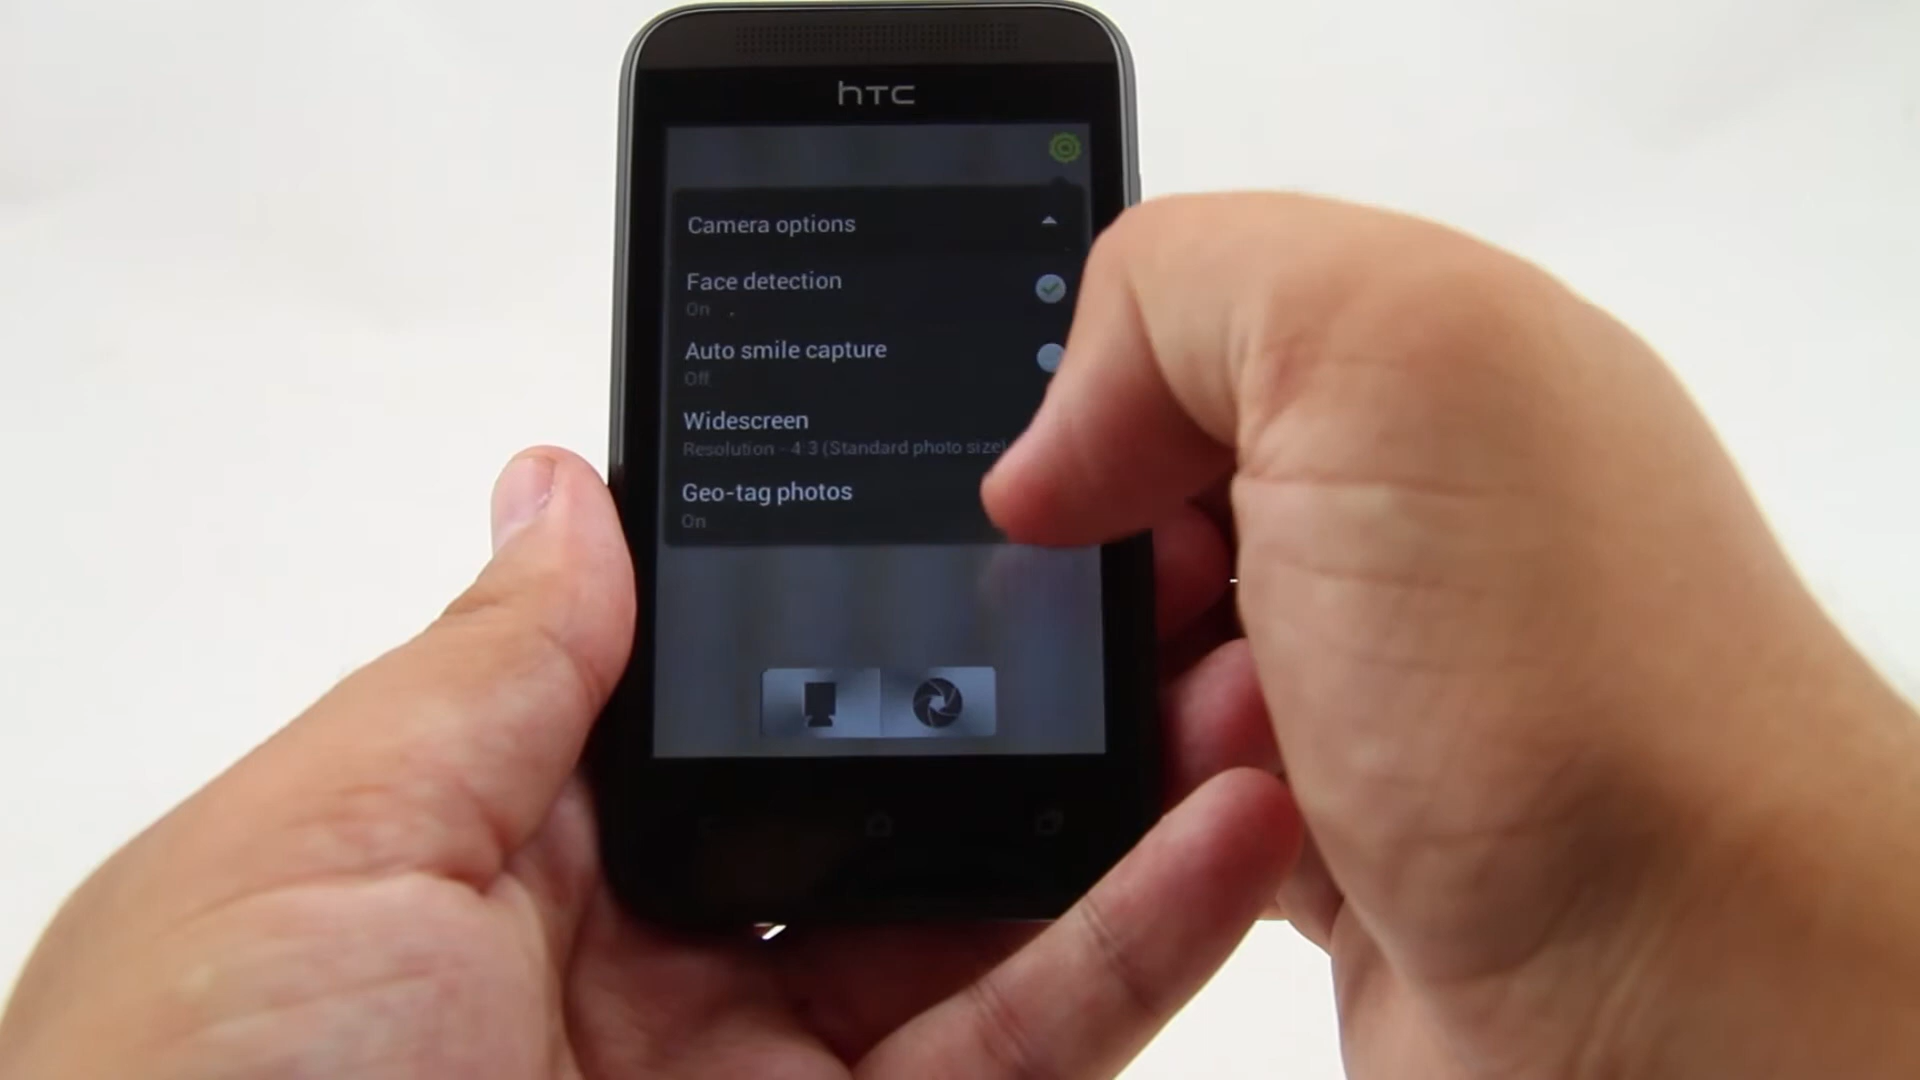 hTC
Camera options
Face detection
On
Auto smile capture
Off
Widescreen
Resolution - 4:3 (Standard photo size)
Geo-tag photos
On